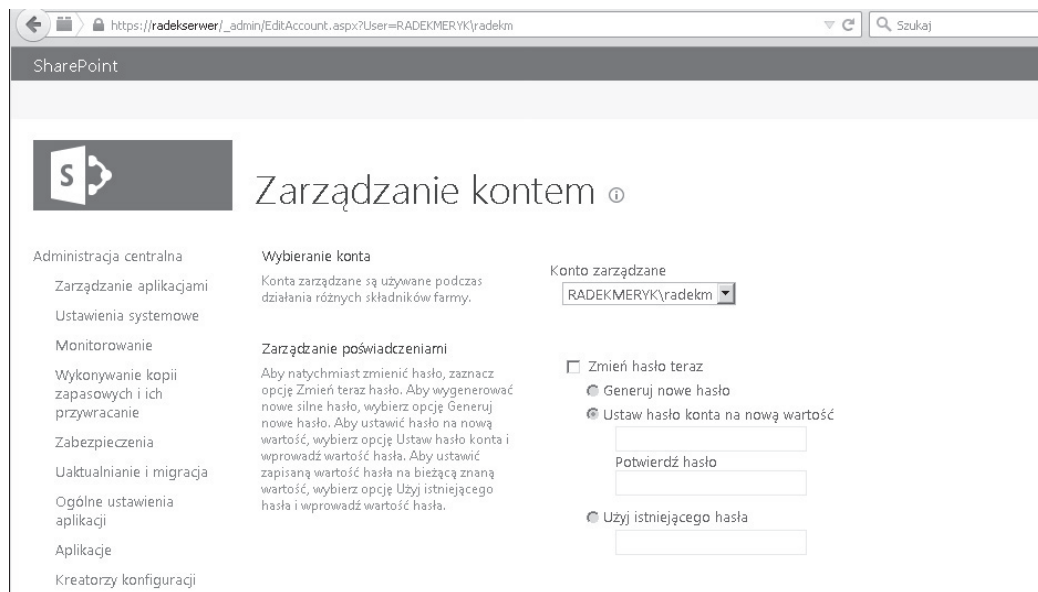 https://radekserwer/_admin/EditAccount.aspx?User=RADEKMERYK\radekm
Szukaj
SharePoint
S
Zarządzanie kontem
Administracja centralna
Zarządzanie aplikacjami
Ustawienia systemowe
Monitorowanie
Wykonywanie kopii
zapasowych i ich
przywracanie
Zabezpieczenia
Uaktualnianie i migracja
Ogólne ustawienia
aplikacji
Aplikacje
Kreatorzy konfiguracji
Wybieranie konta
Konta zarządzane są używane podczas
działania różnych składników farmy.
Konto zarządzane
RADEKMERYK\radekm
Zarządzanie poświadczeniami
Aby natychmiast zmienić hasło, zaznacz
opcję Zmień teraz hasło. Aby wygenerować
nowe silne hasło, wybierz opcję Generuj
nowe hasło. Aby ustawić hasło na nową
wartość, wybierz opcję Ustaw hasło konta i
wprowadź wartość hasła. Aby ustawić
zapisaną wartość hasła na bieżącą znaną
wartość, wybierz opcję Użyj istniejącego
hasła i wprowadź wartość hasła.
Zmień hasło teraz
Generuj nowe hasło
Ustaw hasło konta na nową wartość
Potwierdź hasło
Użyj istniejącego hasła